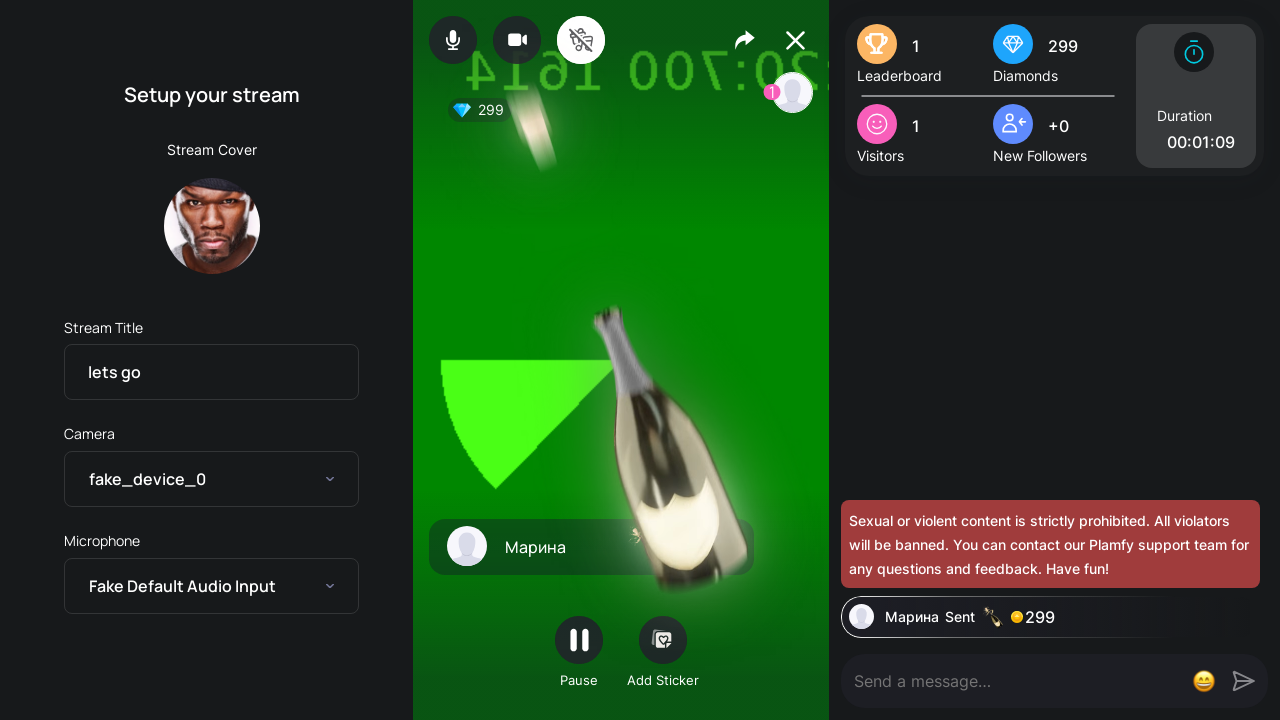 Setup your stream
Stream Cover
Stream Title
lets go
Camera
fake_device_0
Microphone
Fake Default Audio Input
299
1
Марина
Pause
Add Sticker
1
Leaderboard
299
Diamonds
1
Visitors
+0
New Followers
Duration
00:01:09
Sexual or violent content is strictly prohibited. All violators
will be banned. You can contact our Plamfy support team for
any questions and feedback. Have fun!
Марина Sent 299
Send a message...